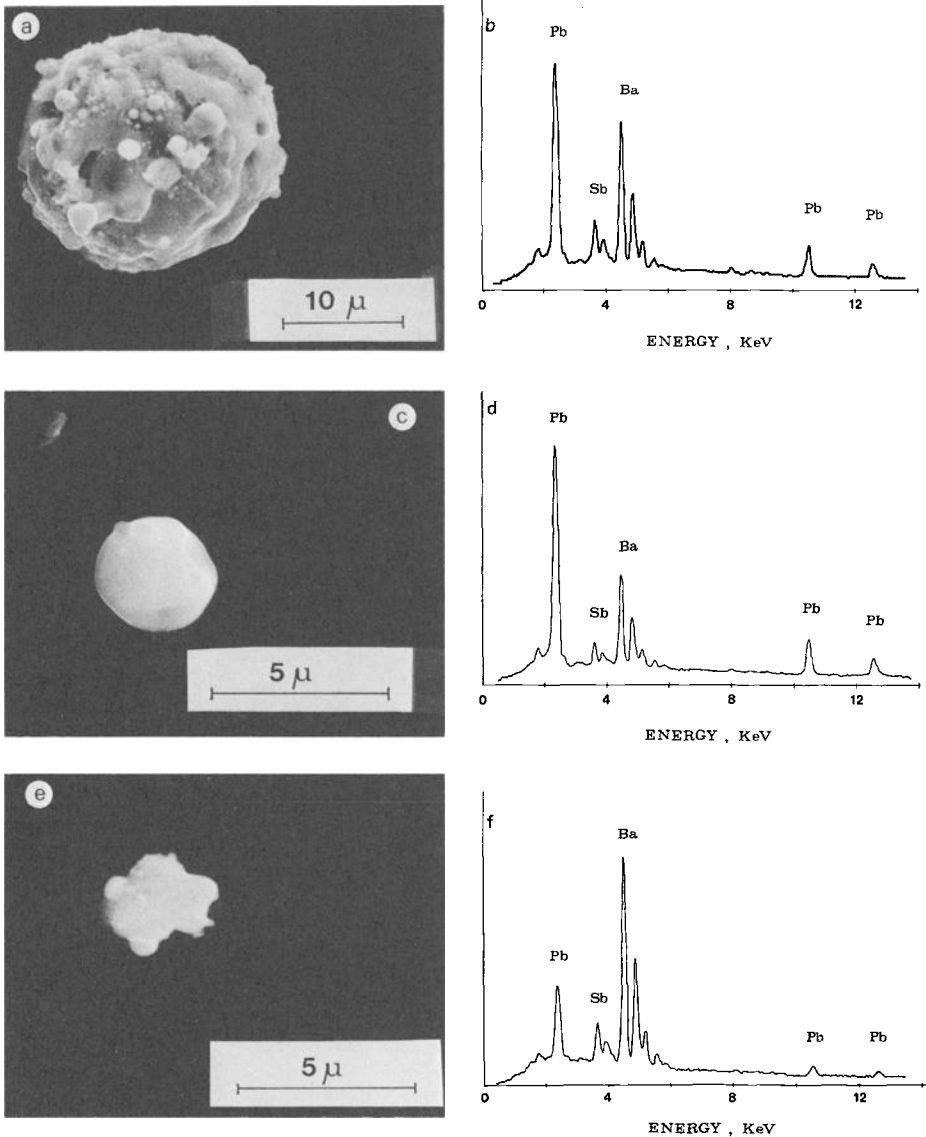 a
10 μ
b
Pb
Ba
Sb
Pb
Pb
0 4 8 12
ENERGY , KeV
c
5 μ
d
Pb
Ba
Sb
Pb
Pb
0 4 8 12
ENERGY , KeV
e
5 μ
f
Ba
Pb
Sb
Pb
Pb
0 4 8 12
ENERGY , KeV